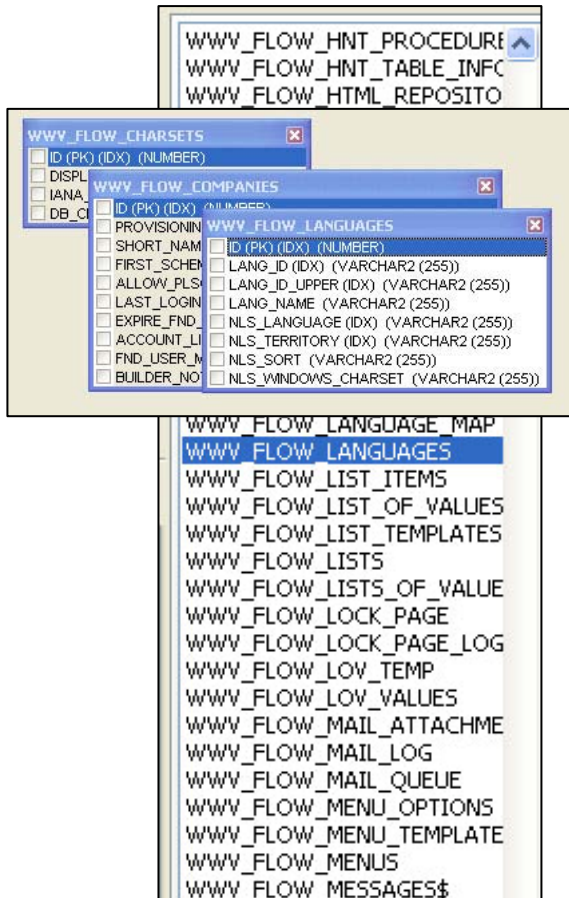 WWV_FLOW_HNT_PROCEDURE
WWV_FLOW_HNT_TABLE_INFO
WWV_FLOW_HTML_REPOSITO
WWV_FLOW_CHARSETS
ID (PK) (IDX) (NUMBER)
DISPL
IANA_
DB_C
WWV_FLOW_COMPANIES
ID (PK) (IDX) (NUMBER)
PROVISIONIN
SHORT_NAM
FIRST_SCHEM
ALLOW_PLS
LAST_LOGIN
EXPIRE_FND_
ACCOUNT_LI
FND_USER_M
BUILDER_NOT
WWV_FLOW_LANGUAGES
ID (PK) (IDX) (NUMBER)
LANG_ID (IDX) (VARCHAR2 (255))
LANG_ID_UPPER (IDX) (VARCHAR2 (255))
LANG_NAME (VARCHAR2 (255))
NLS_LANGUAGE (IDX) (VARCHAR2 (255))
NLS_TERRITORY (IDX) (VARCHAR2 (255))
NLS_SORT (VARCHAR2 (255))
NLS_WINDOWS_CHARSET (VARCHAR2 (255))
WWV_FLOW_LANGUAGE_MAP
WWV_FLOW_LANGUAGES
WWV_FLOW_LIST_ITEMS
WWV_FLOW_LIST_OF_VALUES
WWV_FLOW_LIST_TEMPLATES
WWV_FLOW_LISTS
WWV_FLOW_LISTS_OF_VALUE
WWV_FLOW_LOCK_PAGE
WWV_FLOW_LOCK_PAGE_LOG
WWV_FLOW_LOV_TEMP
WWV_FLOW_LOV_VALUES
WWV_FLOW_MAIL_ATTACHME
WWV_FLOW_MAIL_LOG
WWV_FLOW_MAIL_QUEUE
WWV_FLOW_MENU_OPTIONS
WWV_FLOW_MENU_TEMPLATE
WWV_FLOW_MENUS
WWV_FLOW_MESSAGES$